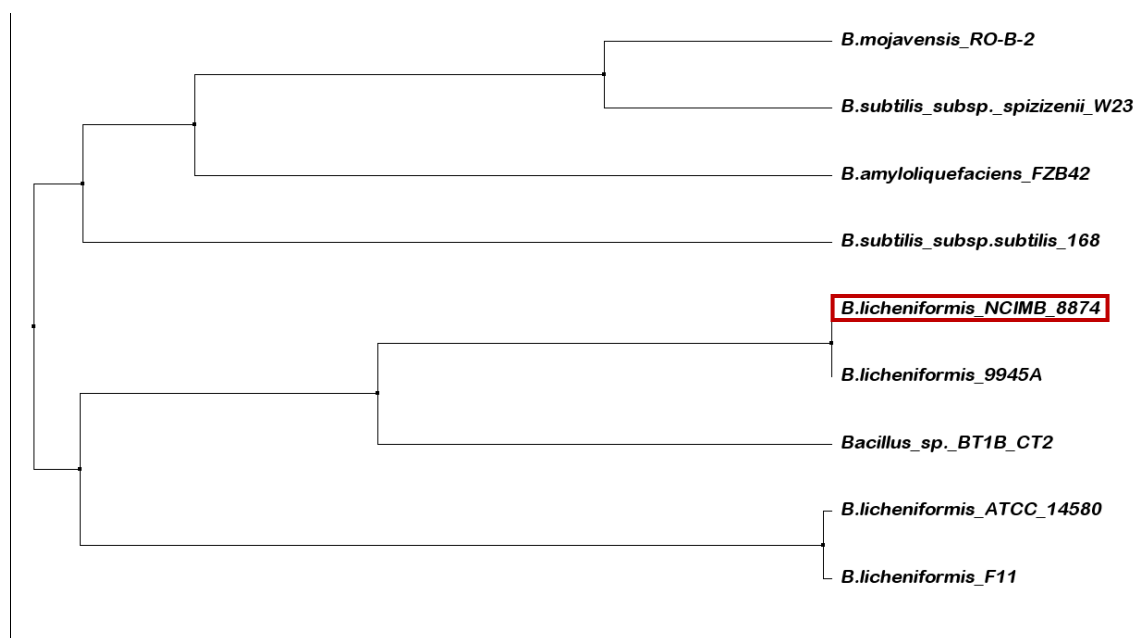 B.mojavensis_RO-B-2
B.subtilis_subsp._spizizenii_W23
B.amyloliquefaciens_FZB42
B.subtilis_subsp.subtilis_168
B.licheniformis_NCIMB_8874
B.licheniformis_9945A
Bacillus_sp._BT1B_CT2
B.licheniformis_ATCC_14580
B.licheniformis_F11